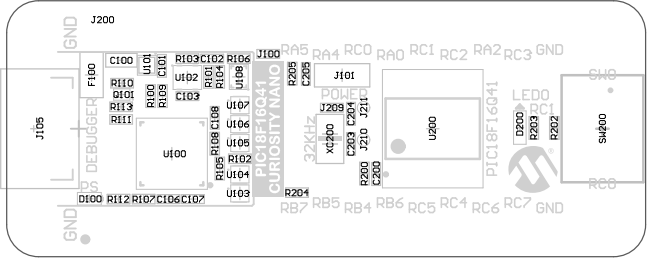 J200
GND
RA5
RA4
RC0
RA0
RC1
RC2
RA2
RC3
GND
J100
C100
U101
C101
R103
C102
R106
F100
U102
R101
R104
U108
R205
C205
J101
SW0
R110
Q101
R100
R109
C103
POWER
LED0
R113
R111
U107
C108
U106
J209
C204
J211
RC1
J105
DEBUGGER
U100
R108
U105
PIC18F16Q41
CURIOSITY NANO
32KHz
XC200
C203
J210
U200
PIC18F16Q41
D200
R203
R202
SW200
R102
R105
U104
R200
C200
PS
D100
R112
R107
C106
C107
U103
R204
RC0
GND
RB7
RB5
RB4
RB6
RC5
RC4
RC6
RC7
GND